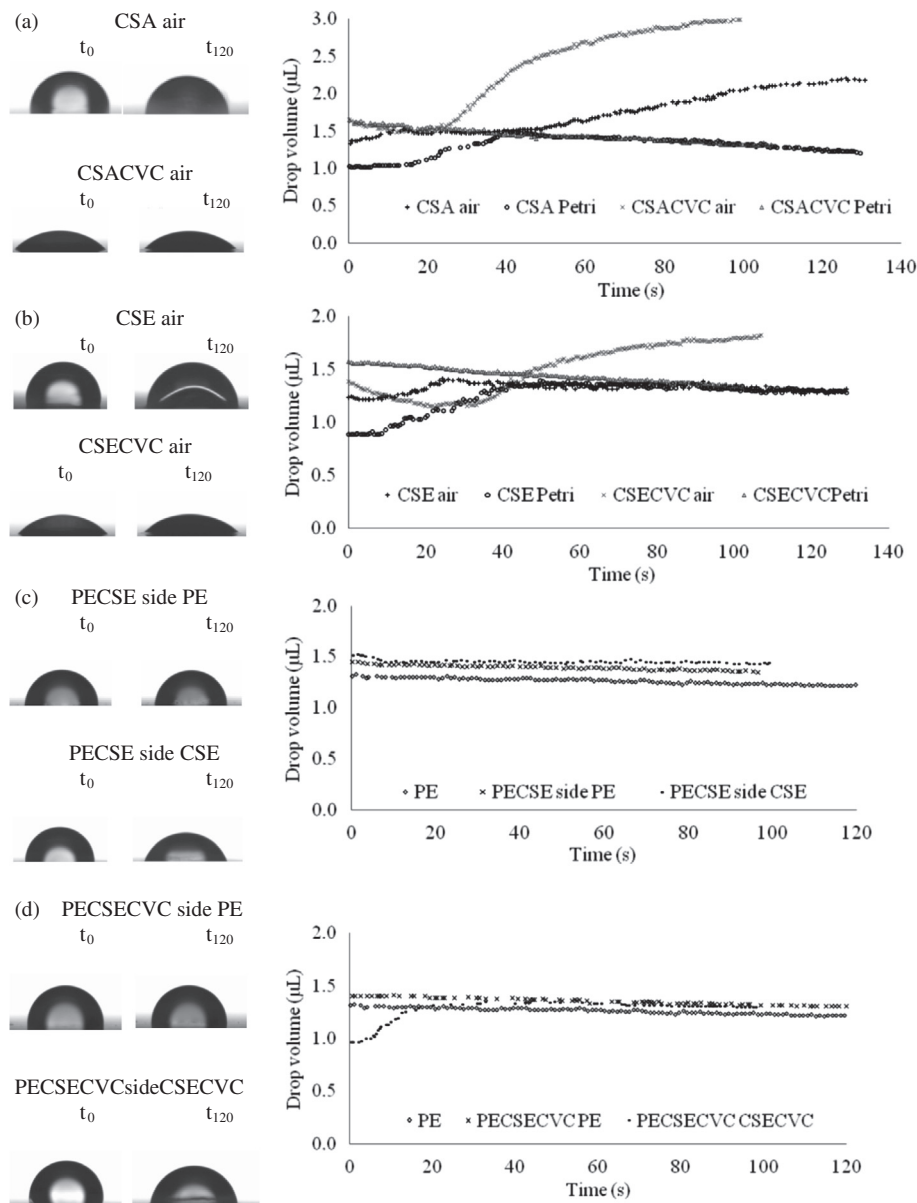 (a) CSA air
t0 t120
CSACVC air
t0 t120
Drop volume (μL)
3.0
2.5
2.0
1.5
1.0
0.5
0.0
+ CSA air ○ CSA Petri × CSACVC air △ CSACVC Petri
0 20 40 60 80 100 120 140
Time (s)
(b) CSE air
t0 t120
CSECVC air
t0 t120
Drop volume (μL)
2.0
1.5
1.0
0.5
0.0
+ CSE air ○ CSE Petri × CSECVC air △ CSECVCPetri
0 20 40 60 80 100 120 140
Time (s)
(c) PECSE side PE
t0 t120
PECSE side CSE
t0 t120
Drop volume (μL)
2.0
1.5
1.0
0.5
0.0
◇ PE × PECSE side PE - PECSE side CSE
0 20 40 60 80 100 120
Time (s)
(d) PECSECVC side PE
t0 t120
PECSECVCsideCSECVC
t0 t120
Drop volume (μL)
2.0
1.5
1.0
0.5
0.0
◇ PE × PECSECVC PE - PECSECVC CSECVC
0 20 40 60 80 100 120
Time (s)